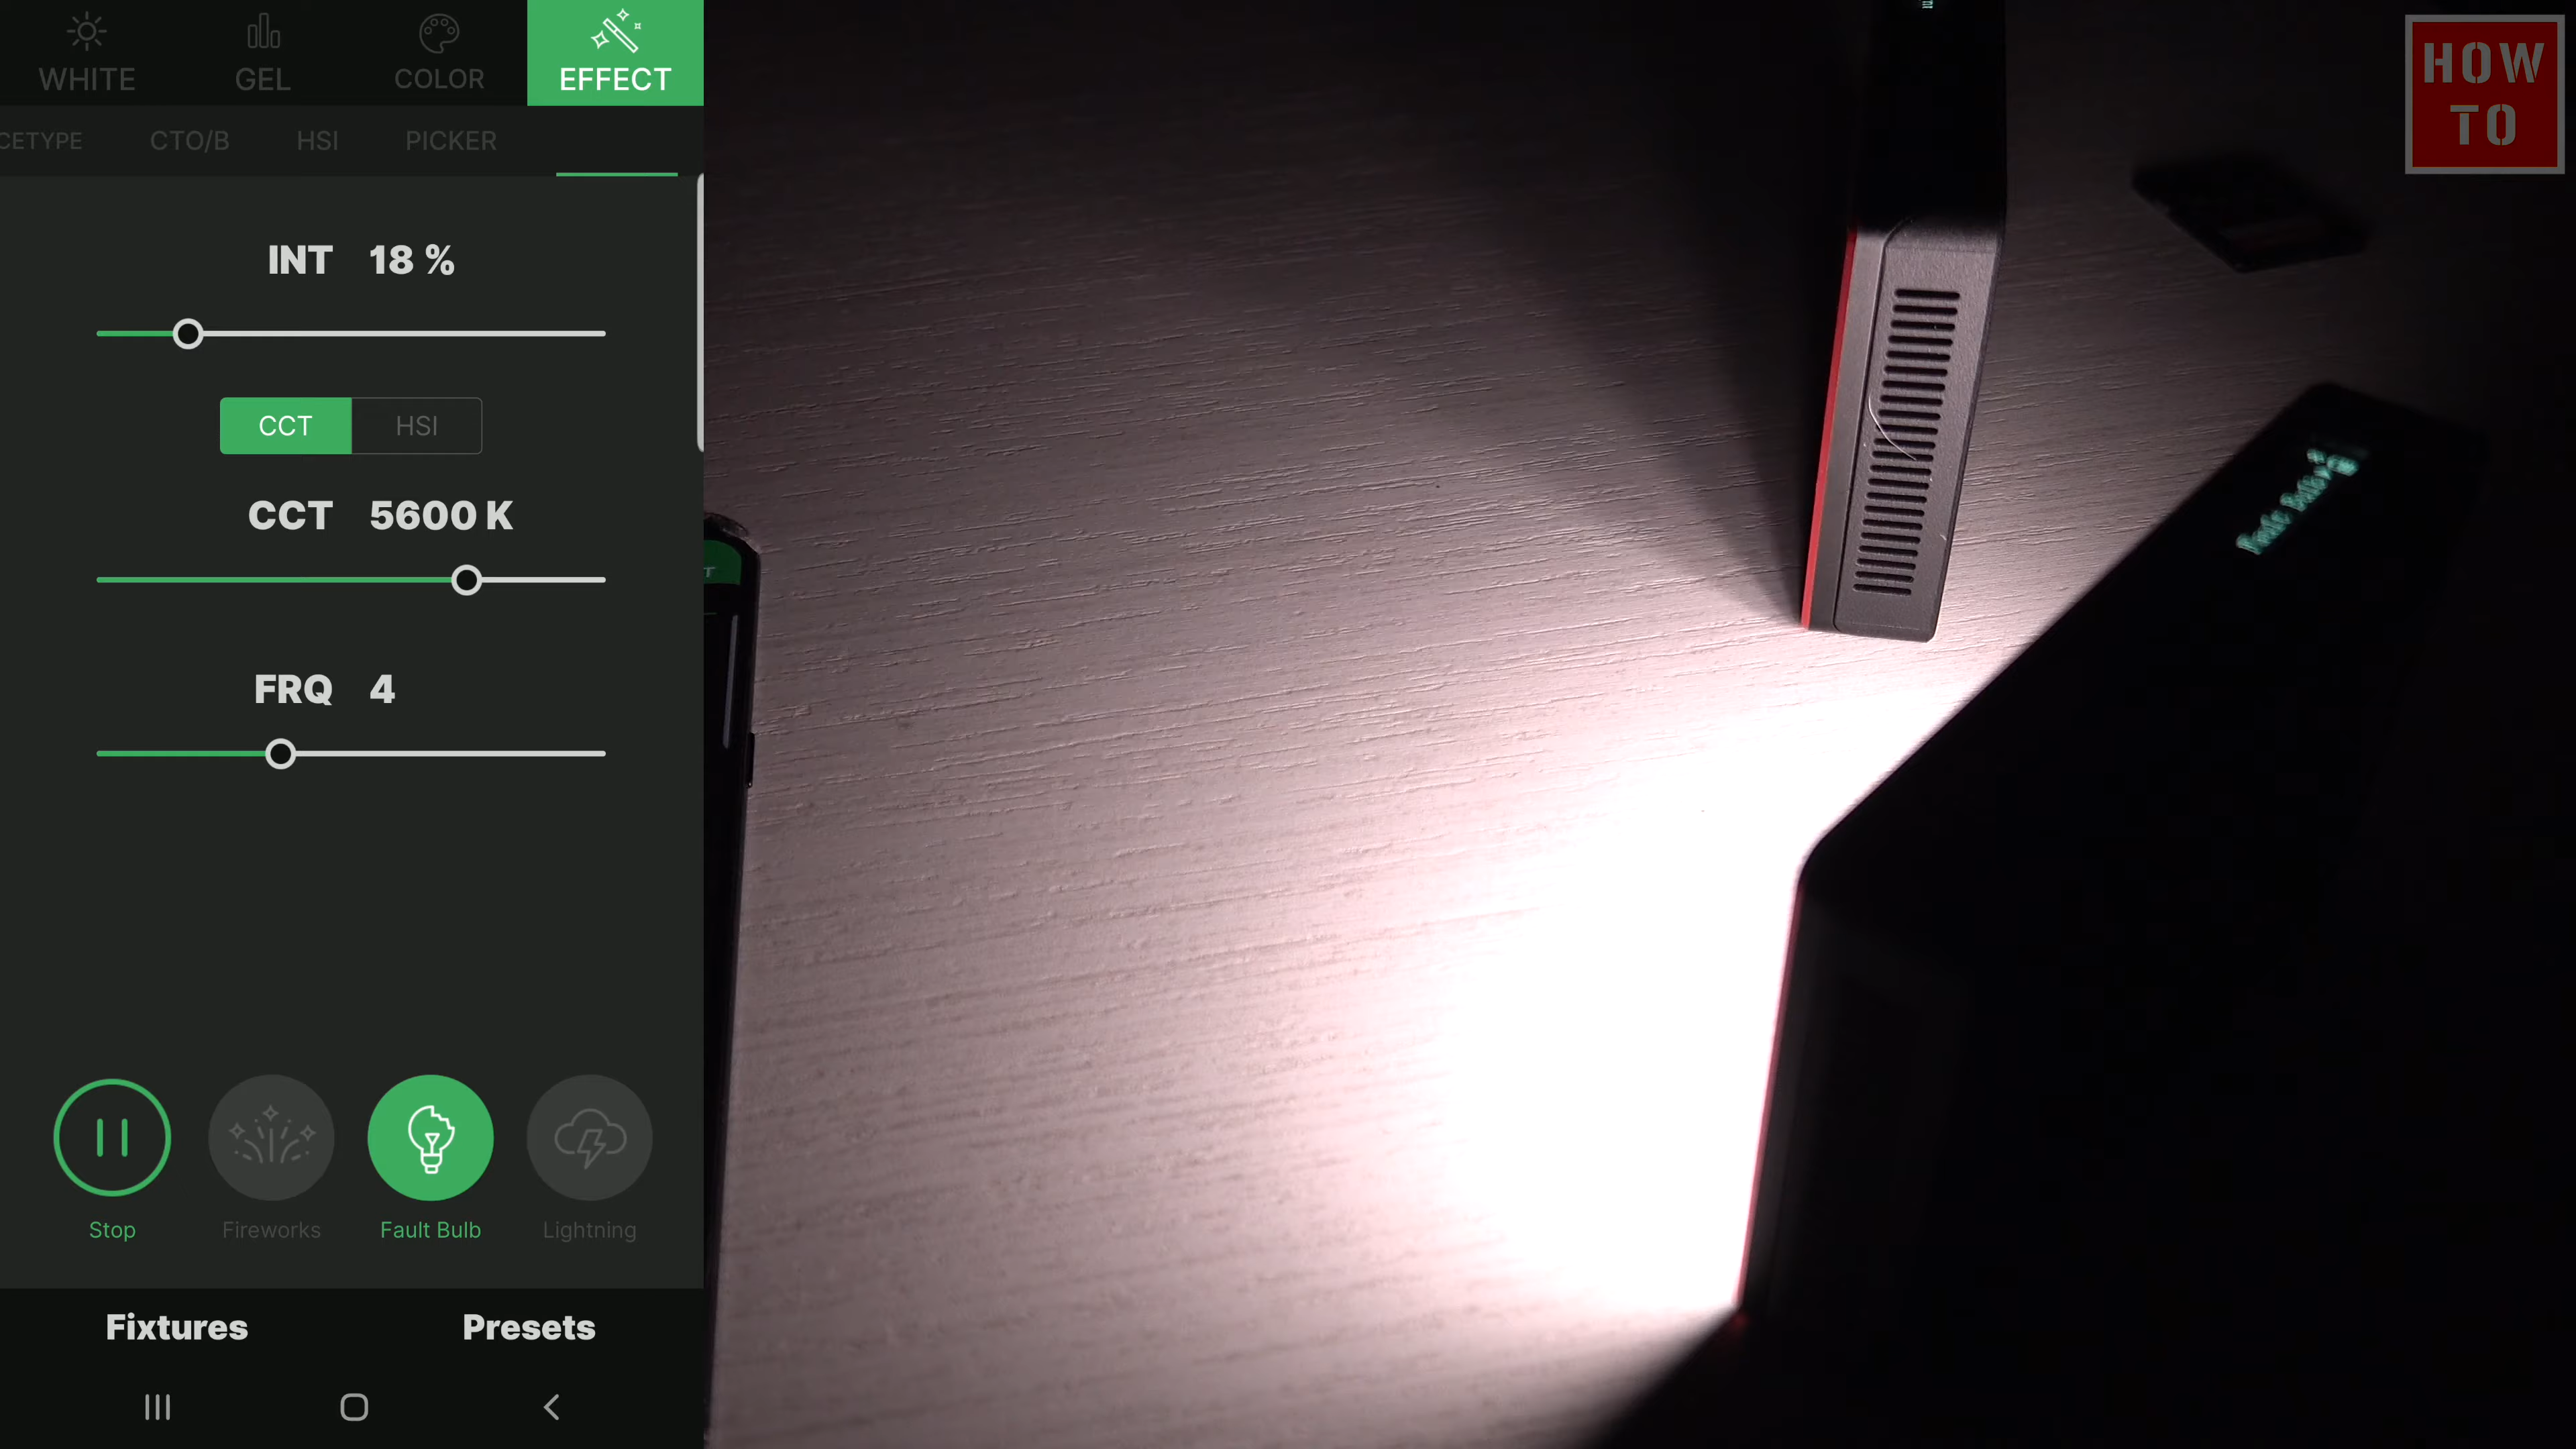 WHITE GEL COLOR EFFECT
CETYPE CTO/B HSI PICKER
INT 18 %
CCT HSI
CCT 5600 K
FRQ 4
Stop Fireworks Fault Bulb Lightning
Fixtures Presets
HOW
TO